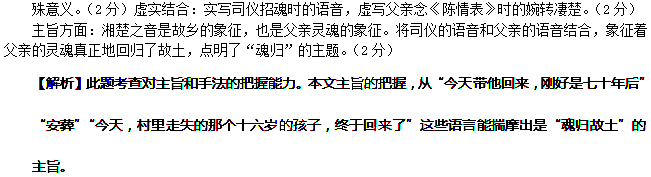 殊意义。（2 分）虚实结合：实写司仪招魂时的语音，虚写父亲念《陈情表》时的婉转凄楚。（2 分）
主旨方面：湘楚之音是故乡的象征，也是父亲灵魂的象征。将司仪的语音和父亲的语音结合，象征着
父亲的灵魂真正地回归了故土，点明了“魂归”的主题。（2 分）
【解析】此题考查对主旨和手法的把握能力。本文主旨的把握，从“今天带他回来，刚好是七十年后”
“安葬”“今天，村里走失的那个十六岁的孩子，终于回来了”这些语言能揣摩出是“魂归故土”的
主旨。